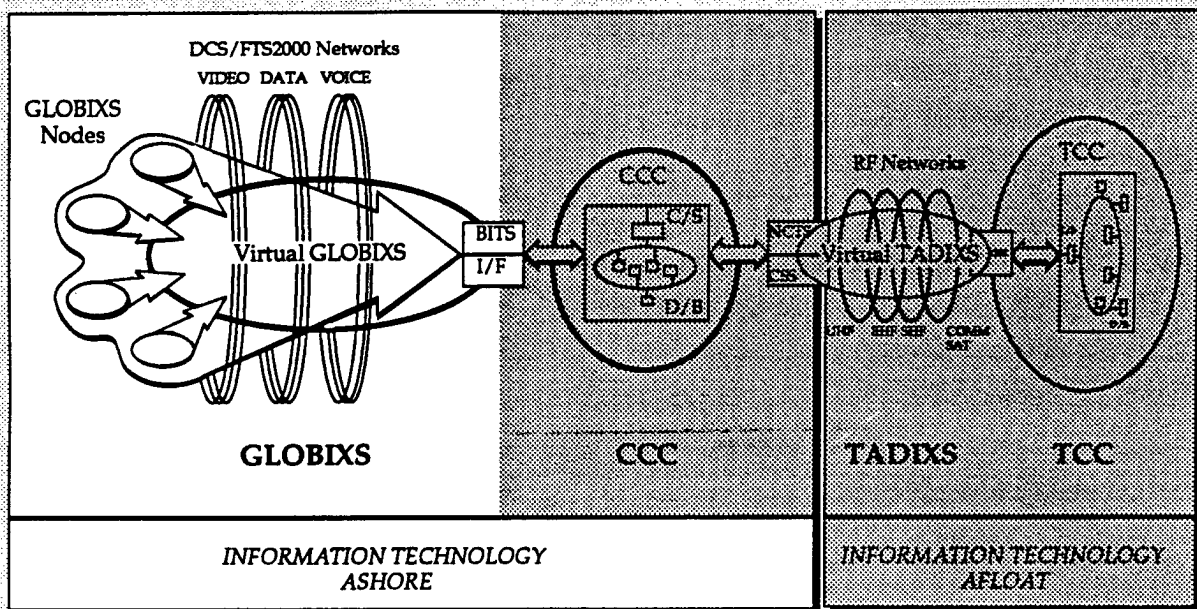 DCS/FTS2000 Networks
VIDEO DATA VOICE
GLOBIXS
Nodes
Virtual GLOBIXS
BITS
I/F
CCC
C/S
D/B
RF Networks
NCTS
Virtual TADIXS
CSS
UHF EHF SHF COMM
SAT
TCC
GLOBIXS
CCC
TADIXS
TCC
INFORMATION TECHNOLOGY
ASHORE
INFORMATION TECHNOLOGY
AFLOAT